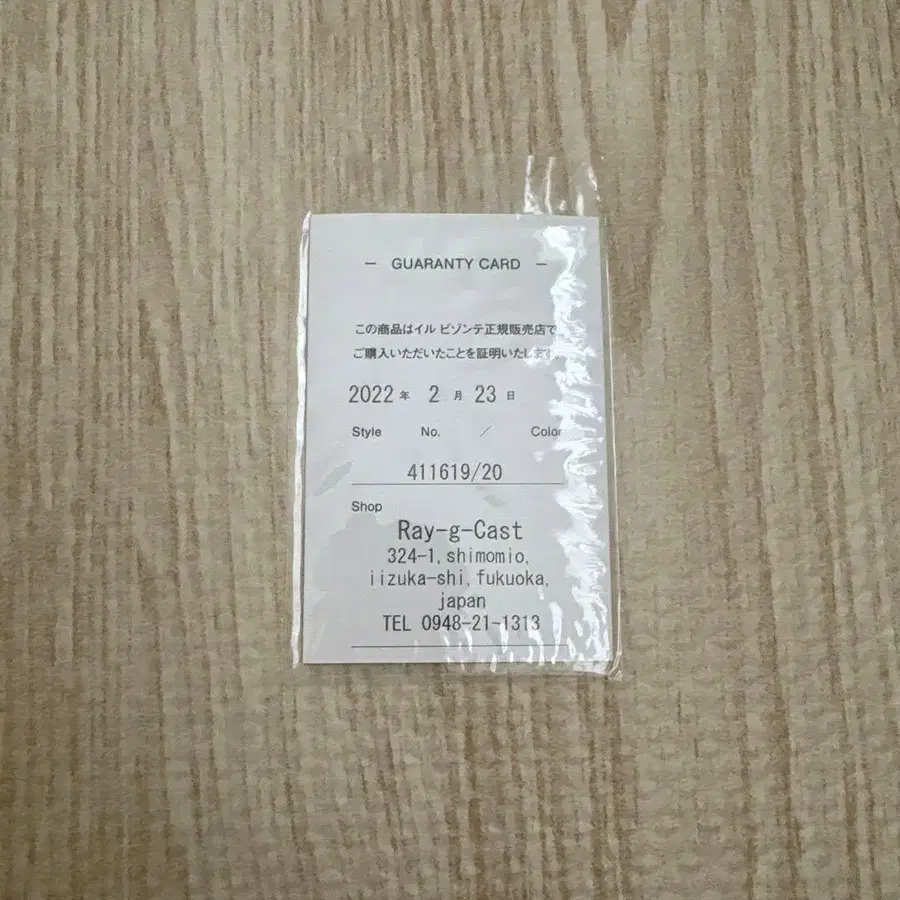 — GUARANTY CARD —
この商品はイル ビゾンテ正規販売店で
ご購入いただいたことを証明いたします。
2022 年 2 月 23 日
Style No. / Color
411619/20
Shop
Ray-g-Cast
324-1, shimomio,
iizuka-shi, fukuoka,
japan
TEL 0948-21-1313